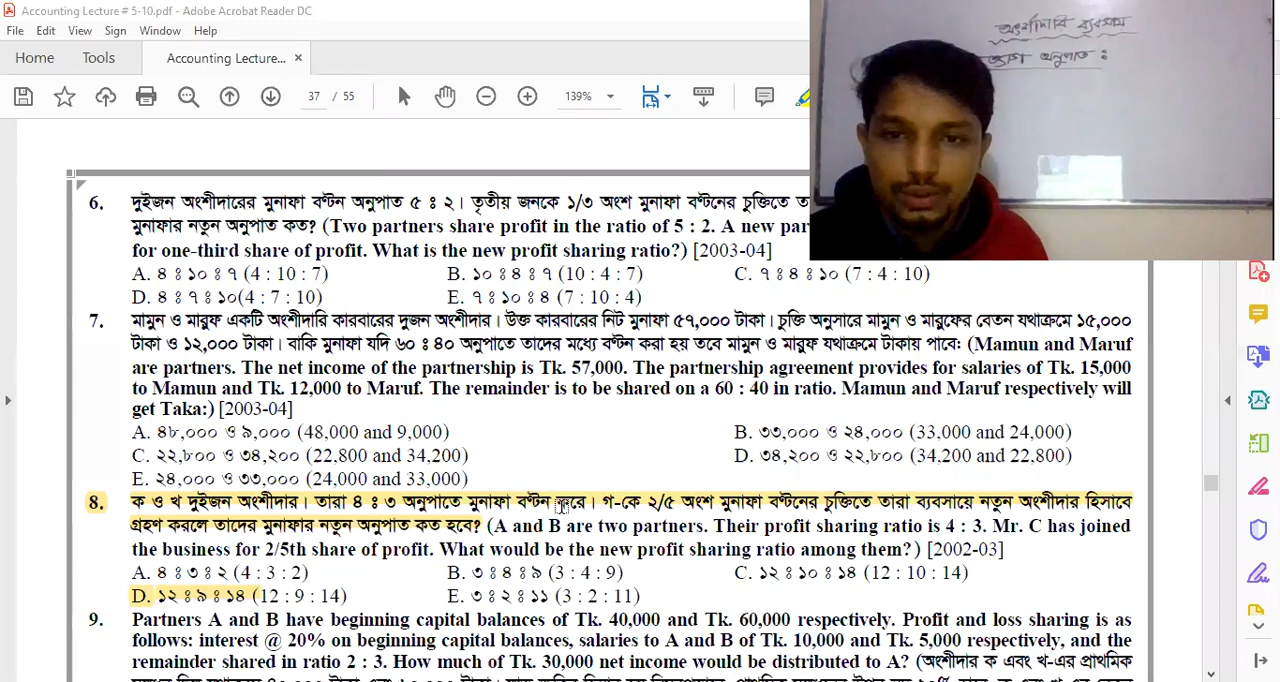 Accounting Lecture # 5-10.pdf - Adobe Acrobat Reader DC
File Edit View Sign Window Help
Home Tools Accounting Lecture... ×
37 / 55 139%
অংশীদারি ব্যবসায়
অনুপাত :
6. দুইজন অংশীদারের মুনাফা বণ্টন অনুপাত ৫ ঃ ২। তৃতীয় জনকে ১/৩ অংশ মুনাফা বণ্টনের চুক্তিতে
মুনাফার নতুন অনুপাত কত? (Two partners share profit in the ratio of 5 : 2. A new
for one-third share of profit. What is the new profit sharing ratio?) [2003-04]
A. ৪ ঃ ১০ ঃ ৭ (4 : 10 : 7) B. ১০ ঃ ৪ ঃ ৭ (10 : 4 : 7) C. ৭ ঃ ৪ ঃ ১০ (7 : 4 : 10)
D. ৪ ঃ ৭ ঃ ১০(4 : 7 : 10) E. ৭ ঃ ১০ ঃ ৪ (7 : 10 : 4)
7. মামুন ও মারুফ একটি অংশীদারি কারবারের দুজন অংশীদার। উক্ত কারবারের নিট মুনাফা ৫৭,০০০ টাকা। চুক্তি অনুসারে মামুন ও মারুফের বেতন যথাক্রমে ১৫,০০০
টাকা ও ১২,০০০ টাকা। বাকি মুনাফা যদি ৬০ ঃ ৪০ অনুপাতে তাদের মধ্যে বণ্টন করা হয় তবে মামুন ও মারুফ যথাক্রমে টাকায় পাবে: (Mamun and Maruf
are partners. The net income of the partnership is Tk. 57,000. The partnership agreement provides for salaries of Tk. 15,000
to Mamun and Tk. 12,000 to Maruf. The remainder is to be shared on a 60 : 40 in ratio. Mamun and Maruf respectively will
get Taka:) [2003-04]
A. ৪৮,০০০ ও ৯,০০০ (48,000 and 9,000) B. ৩৩,০০০ ও ২৪,০০০ (33,000 and 24,000)
C. ২২,৮০০ ও ৩৪,২০০ (22,800 and 34,200) D. ৩৪,২০০ ও ২২,৮০০ (34,200 and 22,800)
E. ২৪,০০০ ও ৩৩,০০০ (24,000 and 33,000)
8. ক ও খ দুইজন অংশীদার। তারা ৪ ঃ ৩ অনুপাতে মুনাফা বণ্টন করে। গ-কে ২/৫ অংশ মুনাফা বণ্টনের চুক্তিতে তারা ব্যবসায়ে নতুন অংশীদার হিসাবে
গ্রহণ করলে তাদের মুনাফার নতুন অনুপাত কত হবে? (A and B are two partners. Their profit sharing ratio is 4 : 3. Mr. C has joined
the business for 2/5th share of profit. What would be the new profit sharing ratio among them?) [2002-03]
A. ৪ ঃ ৩ ঃ ২ (4 : 3 : 2) B. ৩ ঃ ৪ ঃ ৯ (3 : 4 : 9) C. ১২ ঃ ১০ ঃ ১৪ (12 : 10 : 14)
D. ১২ ঃ ৯ ঃ ১৪ (12 : 9 : 14) E. ৩ ঃ ২ ঃ ১১ (3 : 2 : 11)
9. Partners A and B have beginning capital balances of Tk. 40,000 and Tk. 60,000 respectively. Profit and loss sharing is as
follows: interest @ 20% on beginning capital balances, salaries to A and B of Tk. 10,000 and Tk. 5,000 respectively, and the
remainder shared in ratio 2 : 3. How much of Tk. 30,000 net income would be distributed to A? (অংশীদার ক এবং খ-এর প্রাথমিক